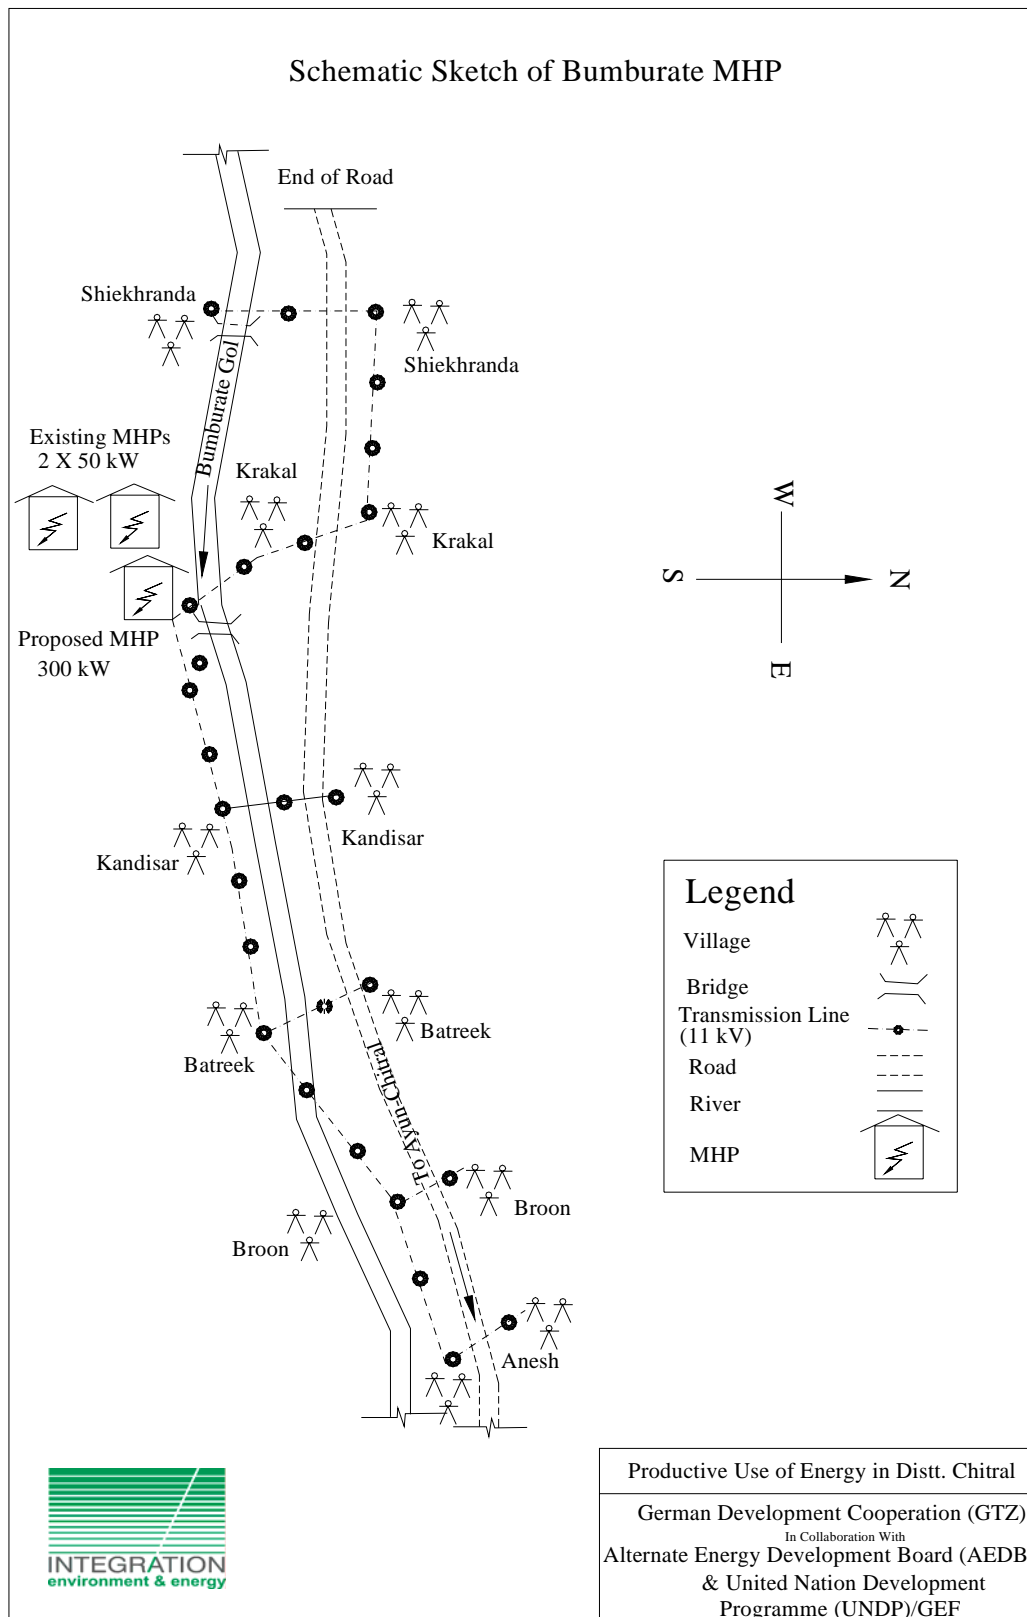 Schematic Sketch of Bumburate MHP
End of Road
Shiekhranda
Shiekhranda
Bumburate Gol
Existing MHPs
2 X 50 kW
Krakal
Krakal
Proposed MHP
300 kW
W
S
N
E
Kandisar
Kandisar
Batreek
Batreek
To Ayun-Chitral
Broon
Broon
Anesh
Legend
Village
Bridge
Transmission Line
(11 kV)
Road
River
MHP
INTEGRATION
environment & energy
Productive Use of Energy in Distt. Chitral
German Development Cooperation (GTZ)
In Collaboration With
Alternate Energy Development Board (AEDB
& United Nation Development
Programme (UNDP)/GEF